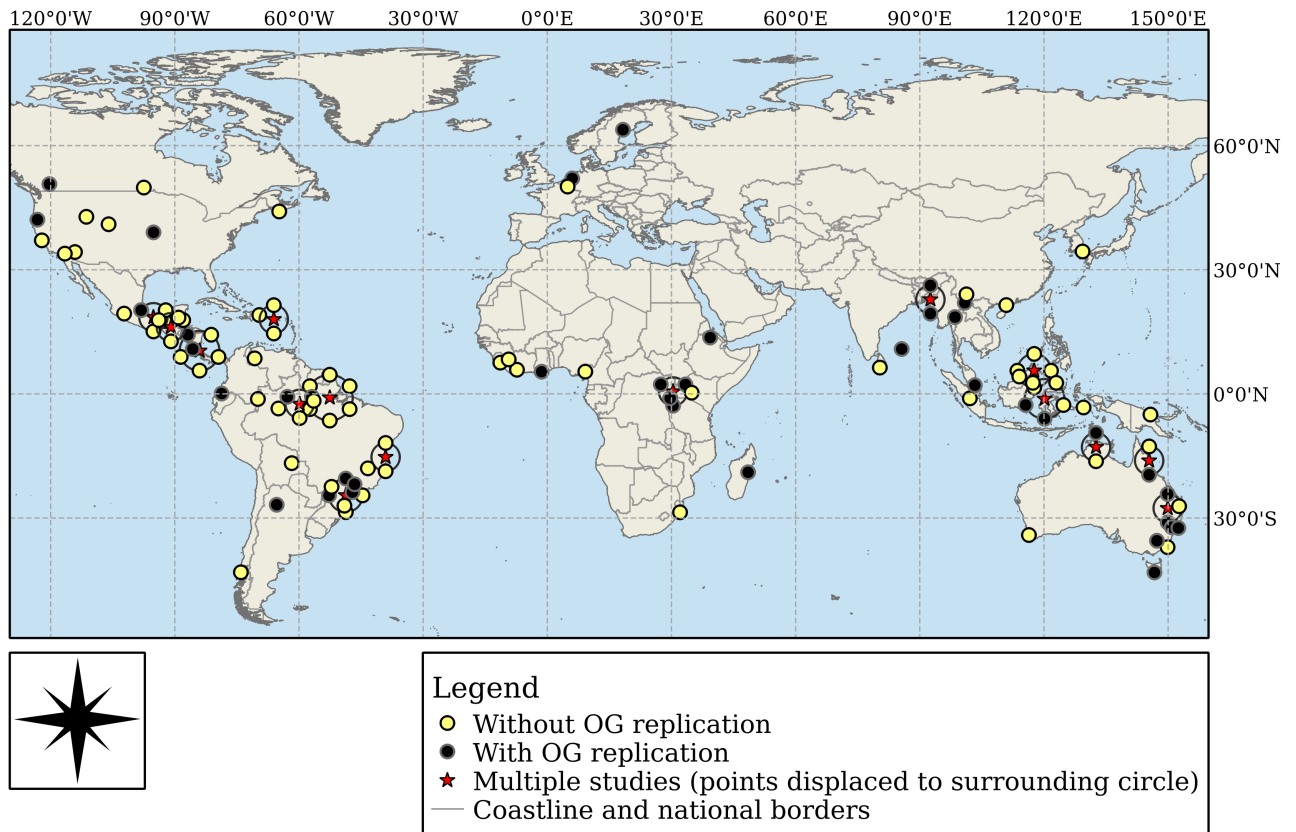 120°0'W 90°0'W 60°0'W 30°0'W 0°0'E 30°0'E 60°0'E 90°0'E 120°0'E 150°0'E
60°0'N
30°0'N
0°0'N
30°0'S
Legend
Without OG replication
With OG replication
Multiple studies (points displaced to surrounding circle)
Coastline and national borders